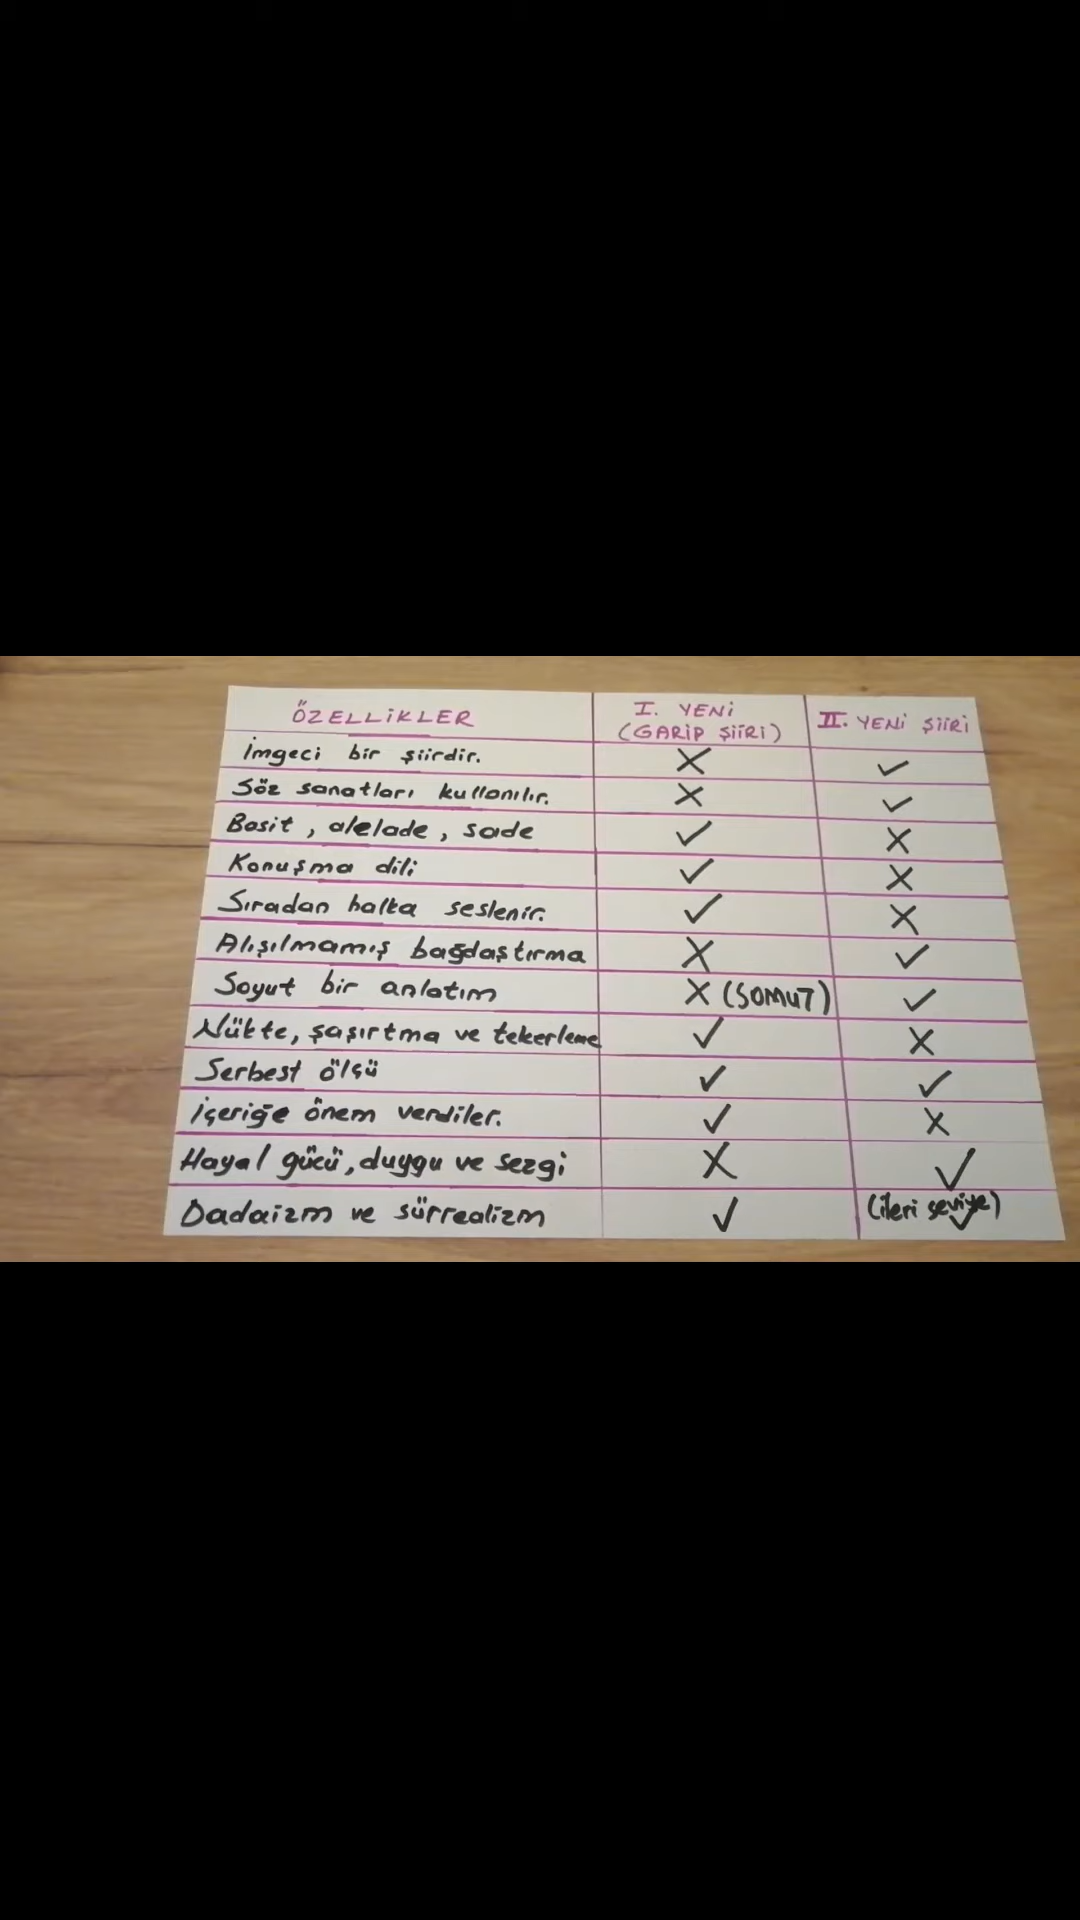 ÖZELLİKLER I. YENİ (GARİP ŞİİRİ) II. YENİ ŞİİRİ
İmgeci bir şiirdir. ✗ ✓
Söz sanatları kullanılır. ✗ ✓
Basit, alelade, sade ✓ ✗
Konuşma dili ✓ ✗
Sıradan halka seslenir. ✓ ✗
Alışılmamış bağdaştırma ✗ ✓
Soyut bir anlatım ✗ (SOMUT) ✓
Nükte, şaşırtma ve tekerleme ✓ ✗
Serbest ölçü ✓ ✓
İçeriğe önem verdiler. ✓ ✗
Hayal gücü, duygu ve sezgi ✗ ✓
Dadaizm ve sürrealizm ✓ (ileri seviye) ✓